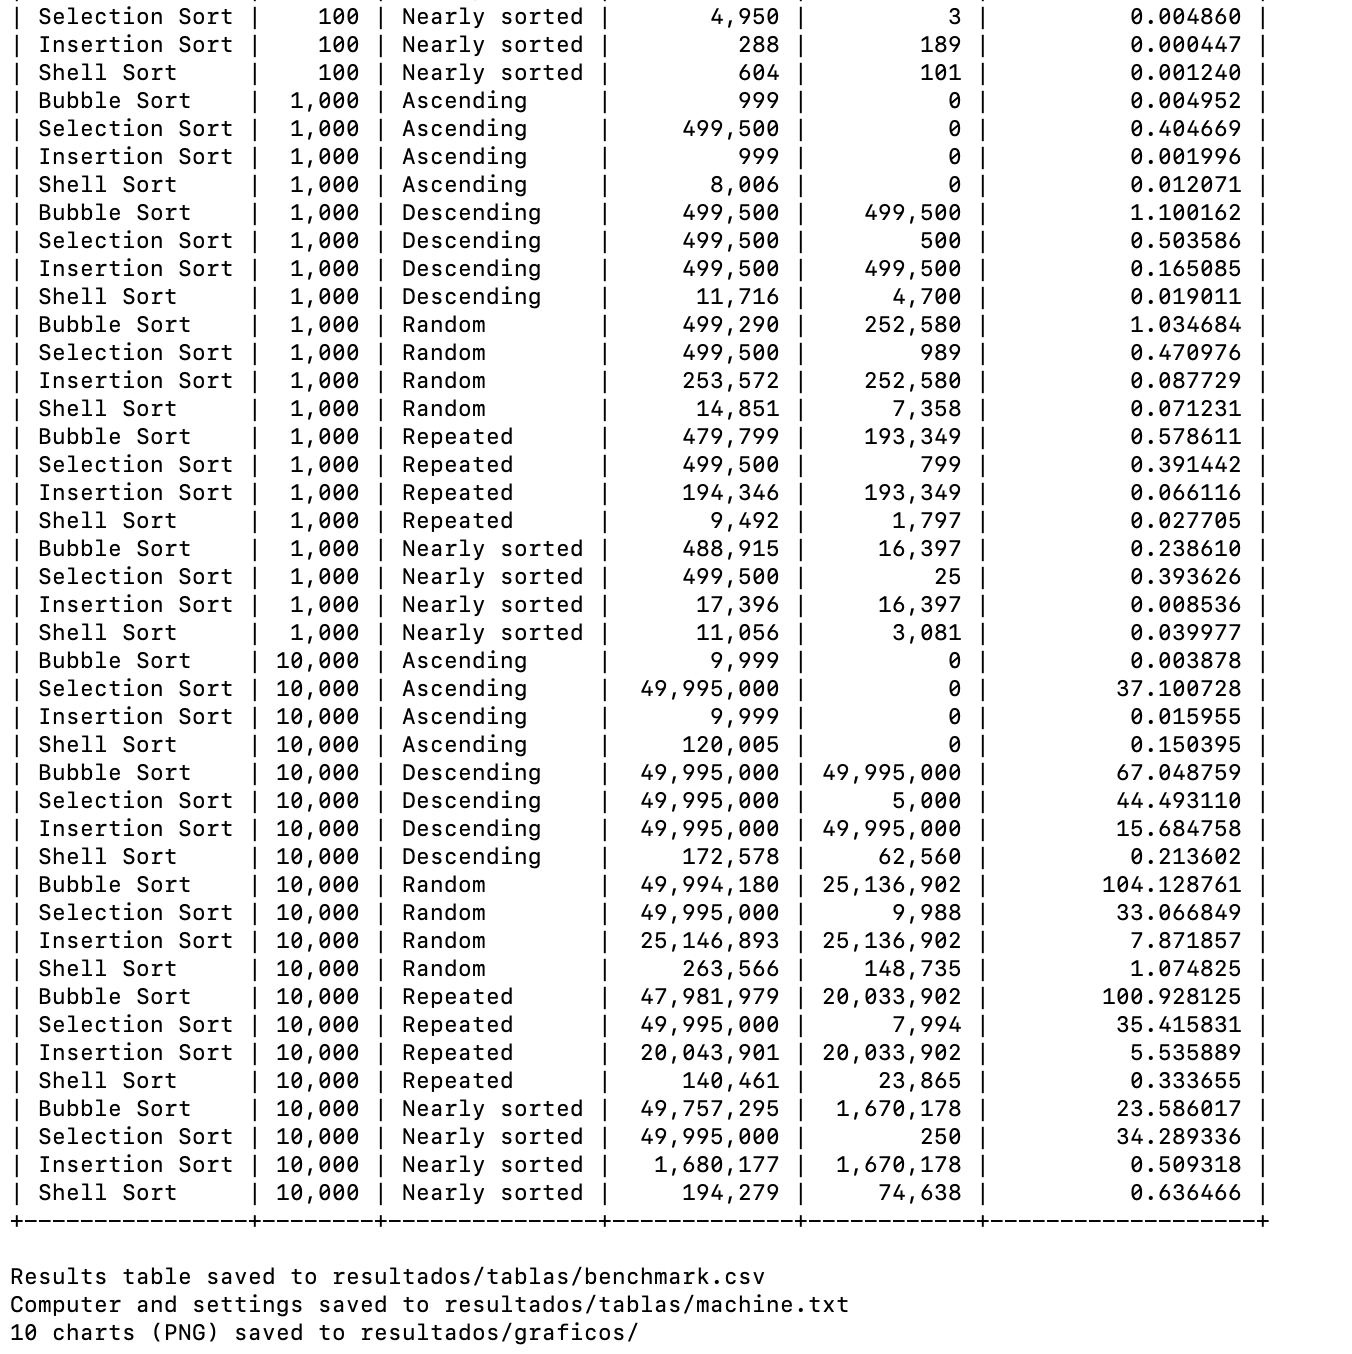 | Selection Sort |    100 | Nearly sorted |       4,950 |          3 |           0.004860 |
| Insertion Sort |    100 | Nearly sorted |         288 |        189 |           0.000447 |
| Shell Sort     |    100 | Nearly sorted |         604 |        101 |           0.001240 |
| Bubble Sort    |  1,000 | Ascending     |         999 |          0 |           0.004952 |
| Selection Sort |  1,000 | Ascending     |     499,500 |          0 |           0.404669 |
| Insertion Sort |  1,000 | Ascending     |         999 |          0 |           0.001996 |
| Shell Sort     |  1,000 | Ascending     |       8,006 |          0 |           0.012071 |
| Bubble Sort    |  1,000 | Descending    |     499,500 |    499,500 |           1.100162 |
| Selection Sort |  1,000 | Descending    |     499,500 |        500 |           0.503586 |
| Insertion Sort |  1,000 | Descending    |     499,500 |    499,500 |           0.165085 |
| Shell Sort     |  1,000 | Descending    |      11,716 |      4,700 |           0.019011 |
| Bubble Sort    |  1,000 | Random        |     499,290 |    252,580 |           1.034684 |
| Selection Sort |  1,000 | Random        |     499,500 |        989 |           0.470976 |
| Insertion Sort |  1,000 | Random        |     253,572 |    252,580 |           0.087729 |
| Shell Sort     |  1,000 | Random        |      14,851 |      7,358 |           0.071231 |
| Bubble Sort    |  1,000 | Repeated      |     479,799 |    193,349 |           0.578611 |
| Selection Sort |  1,000 | Repeated      |     499,500 |        799 |           0.391442 |
| Insertion Sort |  1,000 | Repeated      |     194,346 |    193,349 |           0.066116 |
| Shell Sort     |  1,000 | Repeated      |       9,492 |      1,797 |           0.027705 |
| Bubble Sort    |  1,000 | Nearly sorted |     488,915 |     16,397 |           0.238610 |
| Selection Sort |  1,000 | Nearly sorted |     499,500 |         25 |           0.393626 |
| Insertion Sort |  1,000 | Nearly sorted |      17,396 |     16,397 |           0.008536 |
| Shell Sort     |  1,000 | Nearly sorted |      11,056 |      3,081 |           0.039977 |
| Bubble Sort    | 10,000 | Ascending     |       9,999 |          0 |           0.003878 |
| Selection Sort | 10,000 | Ascending     |  49,995,000 |          0 |          37.100728 |
| Insertion Sort | 10,000 | Ascending     |       9,999 |          0 |           0.015955 |
| Shell Sort     | 10,000 | Ascending     |     120,005 |          0 |           0.150395 |
| Bubble Sort    | 10,000 | Descending    |  49,995,000 | 49,995,000 |          67.048759 |
| Selection Sort | 10,000 | Descending    |  49,995,000 |      5,000 |          44.493110 |
| Insertion Sort | 10,000 | Descending    |  49,995,000 | 49,995,000 |          15.684758 |
| Shell Sort     | 10,000 | Descending    |     172,578 |     62,560 |           0.213602 |
| Bubble Sort    | 10,000 | Random        |  49,994,180 | 25,136,902 |         104.128761 |
| Selection Sort | 10,000 | Random        |  49,995,000 |      9,988 |          33.066849 |
| Insertion Sort | 10,000 | Random        |  25,146,893 | 25,136,902 |           7.871857 |
| Shell Sort     | 10,000 | Random        |     263,566 |    148,735 |           1.074825 |
| Bubble Sort    | 10,000 | Repeated      |  47,981,979 | 20,033,902 |         100.928125 |
| Selection Sort | 10,000 | Repeated      |  49,995,000 |      7,994 |          35.415831 |
| Insertion Sort | 10,000 | Repeated      |  20,043,901 | 20,033,902 |           5.535889 |
| Shell Sort     | 10,000 | Repeated      |     140,461 |     23,865 |           0.333655 |
| Bubble Sort    | 10,000 | Nearly sorted |  49,757,295 |  1,670,178 |          23.586017 |
| Selection Sort | 10,000 | Nearly sorted |  49,995,000 |        250 |          34.289336 |
| Insertion Sort | 10,000 | Nearly sorted |   1,680,177 |  1,670,178 |           0.509318 |
| Shell Sort     | 10,000 | Nearly sorted |     194,279 |     74,638 |           0.636466 |
+----------------+--------+---------------+-------------+------------+--------------------+
Results table saved to resultados/tablas/benchmark.csv
Computer and settings saved to resultados/tablas/machine.txt
10 charts (PNG) saved to resultados/graficos/